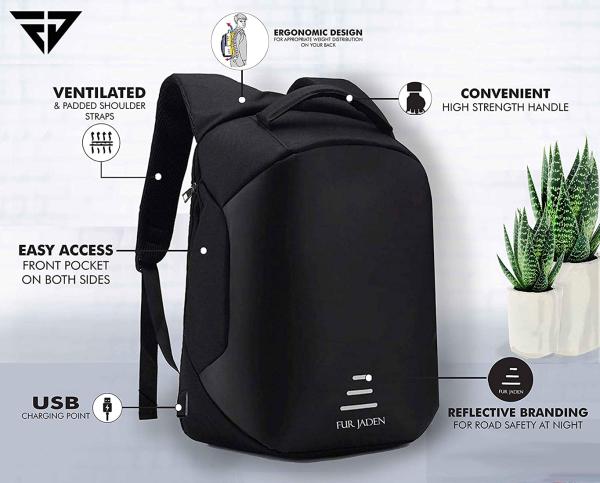 ERGONOMIC DESIGN
FOR APPROPRIATE WEIGHT DISTRIBUTION
ON YOUR BACK
VENTILATED
& PADDED SHOULDER
STRAPS
CONVENIENT
HIGH STRENGTH HANDLE
EASY ACCESS
FRONT POCKET
ON BOTH SIDES
USB
CHARGING POINT
FUR JADEN
FUR JADEN
REFLECTIVE BRANDING
FOR ROAD SAFETY AT NIGHT